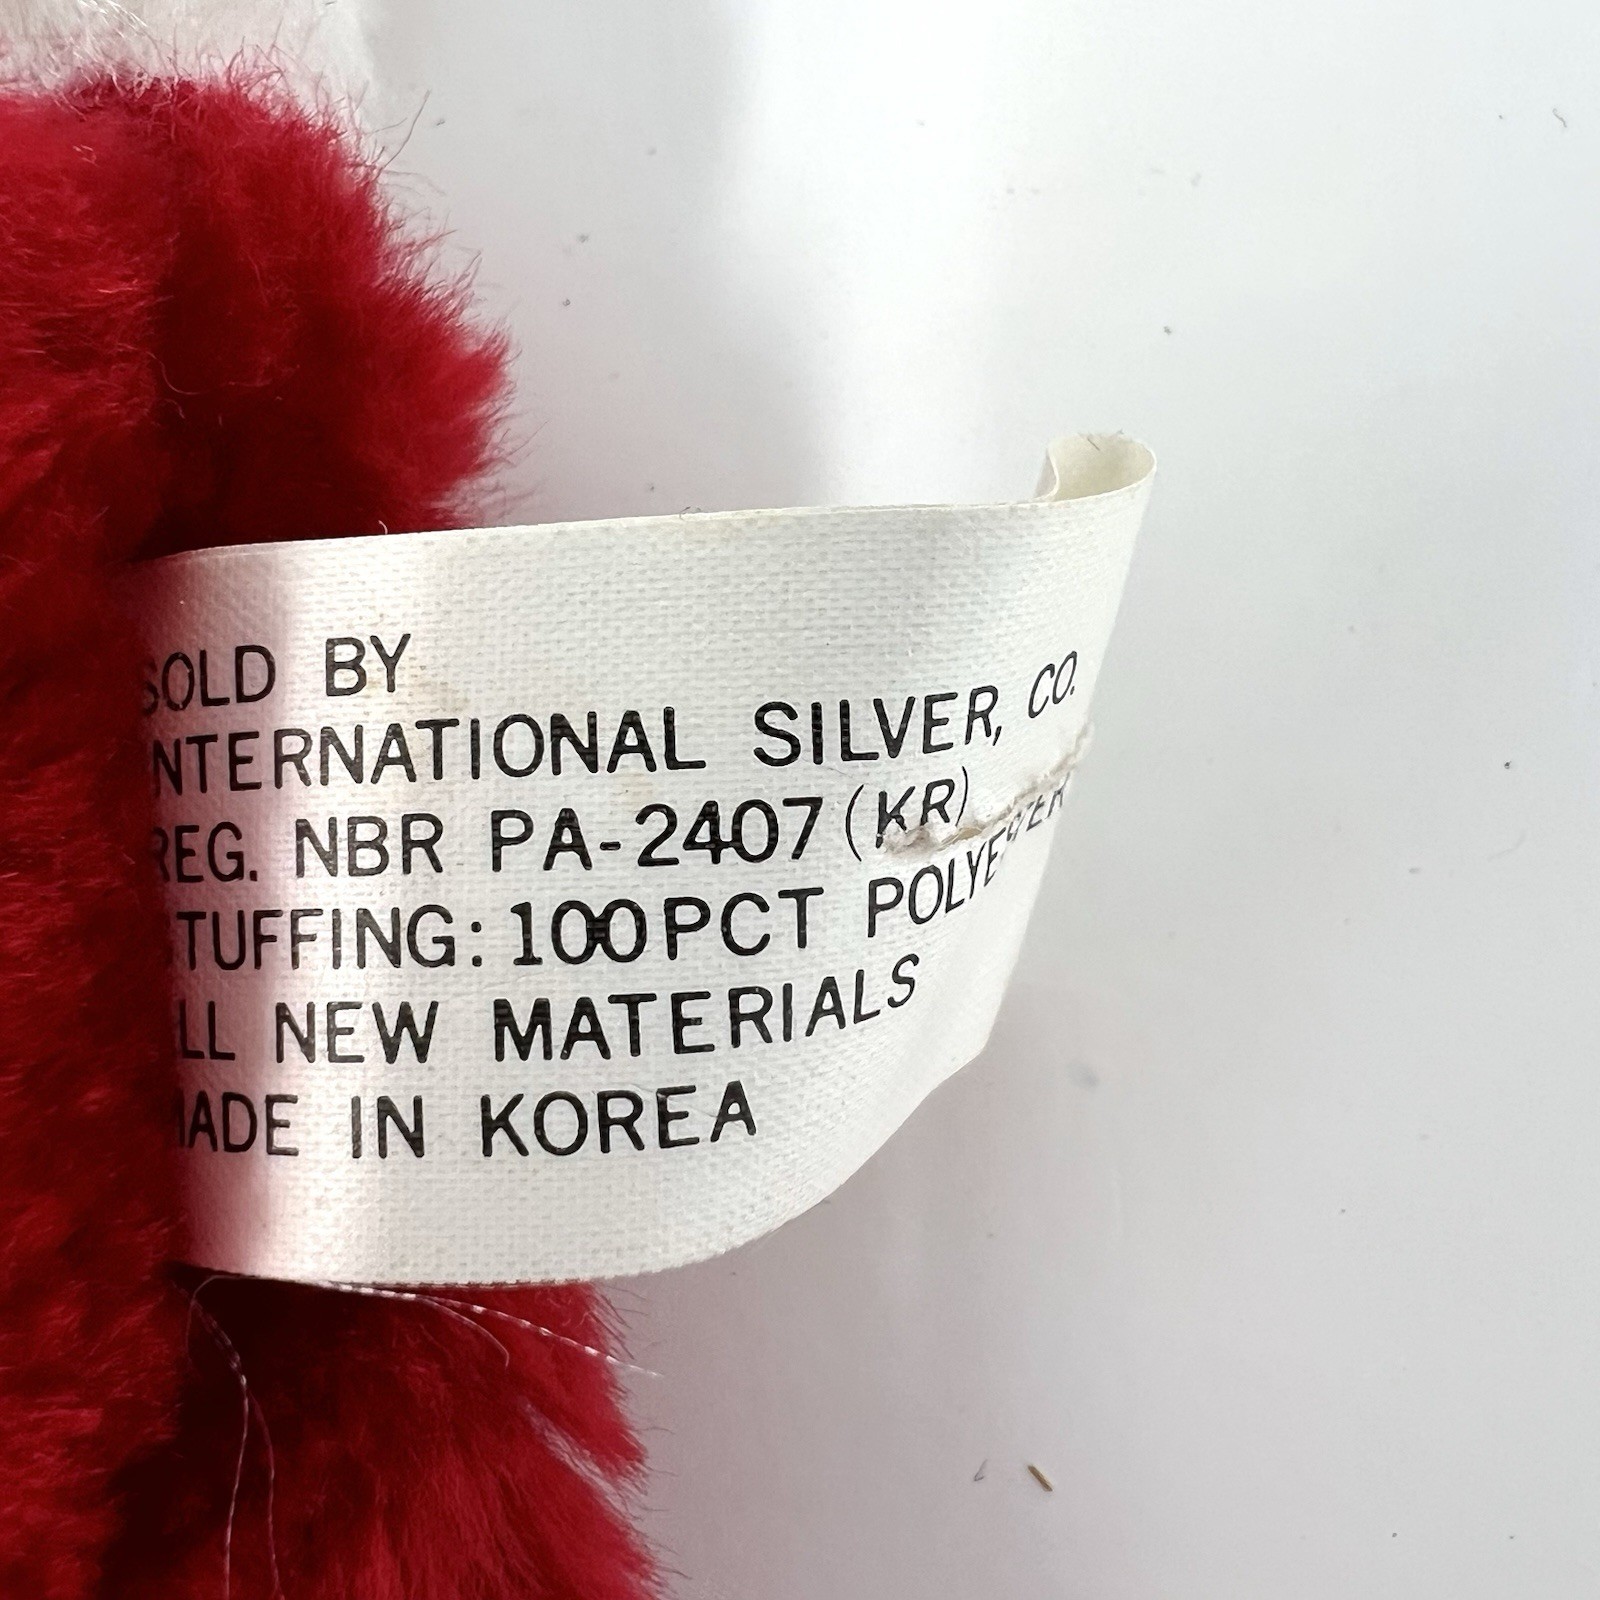 SOLD BY
INTERNATIONAL SILVER, CO.
REG. NBR PA-2407 (KR)
STUFFING: 100PCT POLYESTER
ALL NEW MATERIALS
MADE IN KOREA